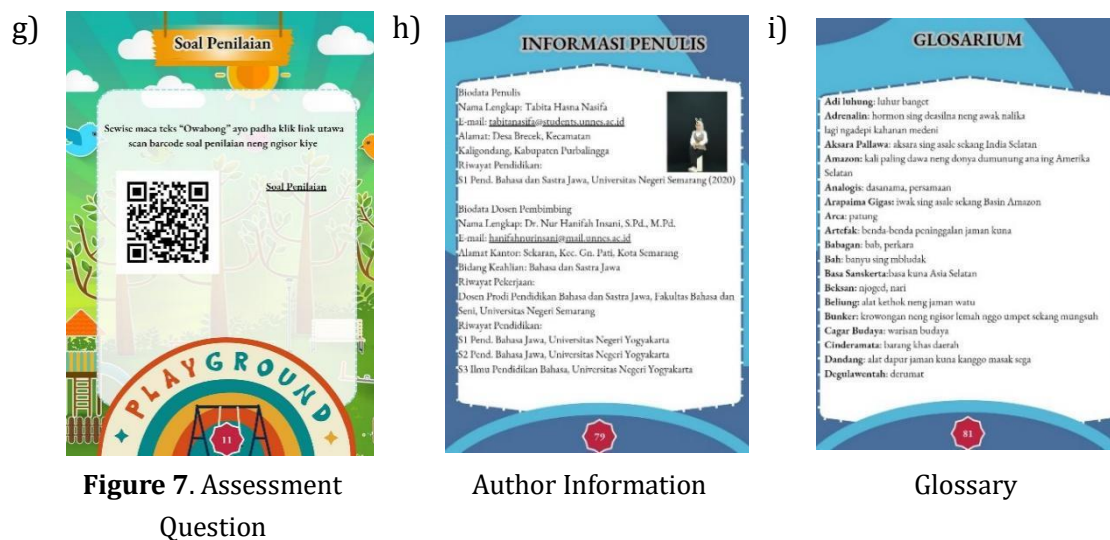 g)
Soal Penilaian
Sewise maca teks “Owabong” ayo padha klik link utawa
scan barcode soal penilaian neng ngisor kiye
Soal Penilaian
PLAYGROUND
11
Figure 7. Assessment
Question
h)
INFORMASI PENULIS
Biodata Penulis
Nama Lengkap: Tabita Hasna Nasifa
E-mail: tabitanasifa@students.unnes.ac.id
Alamat: Desa Brecek, Kecamatan
Kaligondang, Kabupaten Purbalingga
Riwayat Pendidikan:
S1 Pend. Bahasa dan Sastra Jawa, Universitas Negeri Semarang (2020)
Biodata Dosen Pembimbing
Nama Lengkap: Dr. Nur Hanifah Insani, S.Pd., M.Pd.
E-mail: hanifahnurinsani@mail.unnes.ac.id
Alamat Kantor: Sekaran, Kec. Gn. Pati, Kota Semarang
Bidang Keahlian: Bahasa dan Sastra Jawa
Riwayat Pekerjaan:
Dosen Prodi Pendidikan Bahasa dan Sastra Jawa, Fakultas Bahasa dan
Seni, Universitas Negeri Semarang
Riwayat Pendidikan:
S1 Pend. Bahasa Jawa, Universitas Negeri Yogyakarta
S2 Pend. Bahasa Jawa, Universitas Negeri Yogyakarta
S3 Ilmu Pendidikan Bahasa, Universitas Negeri Yogyakarta
79
Author Information
i)
GLOSARIUM
Adi luhung: luhur banget
Adrenalin: hormon sing deasilna neng awak nalika
lagi ngadepi kahanan medeni
Aksara Pallawa: aksara sing asale sekang India Selatan
Amazon: kali paling dawa neng donya dumunung ana ing Amerika
Selatan
Analogis: dasanama, persamaan
Arapaima Gigas: iwak sing asale sekang Basin Amazon
Arca: patung
Artefak: benda-benda peninggalan jaman kuna
Babagan: bab, perkara
Bah: banyu sing mbludak
Basa Sanskerta:basa kuna Asia Selatan
Beksan: njoged, nari
Beliung: alat kethok neng jaman watu
Bunker: krowongan neng ngisor lemah nggo umpet sekang mungsuh
Cagar Budaya: warisan budaya
Cinderamata: barang khas daerah
Dandang: alat dapur jaman kuna kanggo masak sega
Degulawentah: derumat
81
Glossary